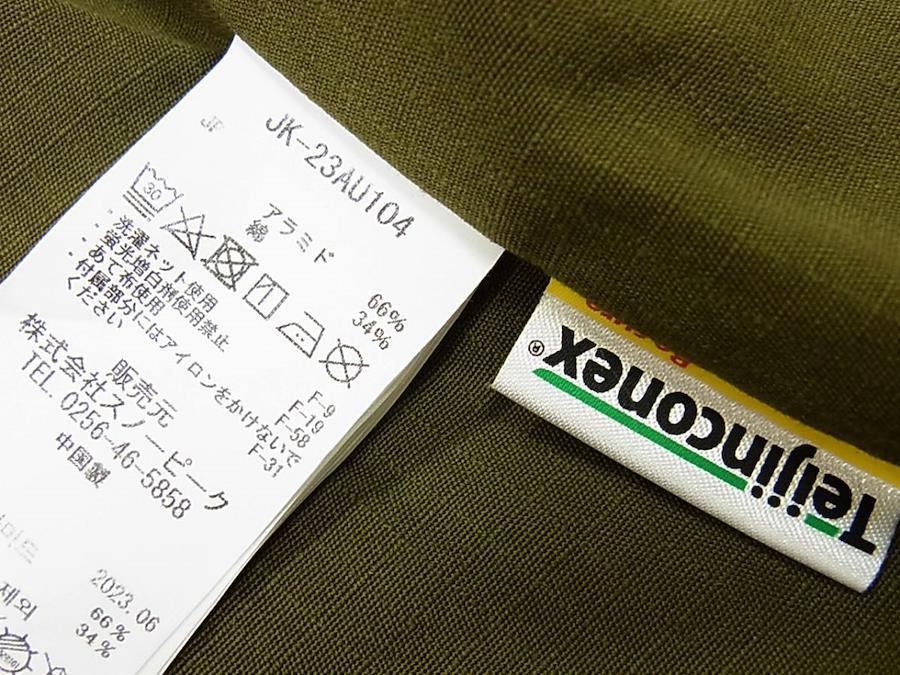 JK-23AU104
JP
30
アラミド 66%
綿 34%
・洗濯ネット使用 F-9
・蛍光増白剤使用禁止 F-19
・あて布使用 F-58
・付属部分にはアイロンをかけないで F-31
ください
販売元
株式会社スノーピーク
TEL. 0256-46-5858
中国製
2023.06
제외 66%
34%
Teijinconex®